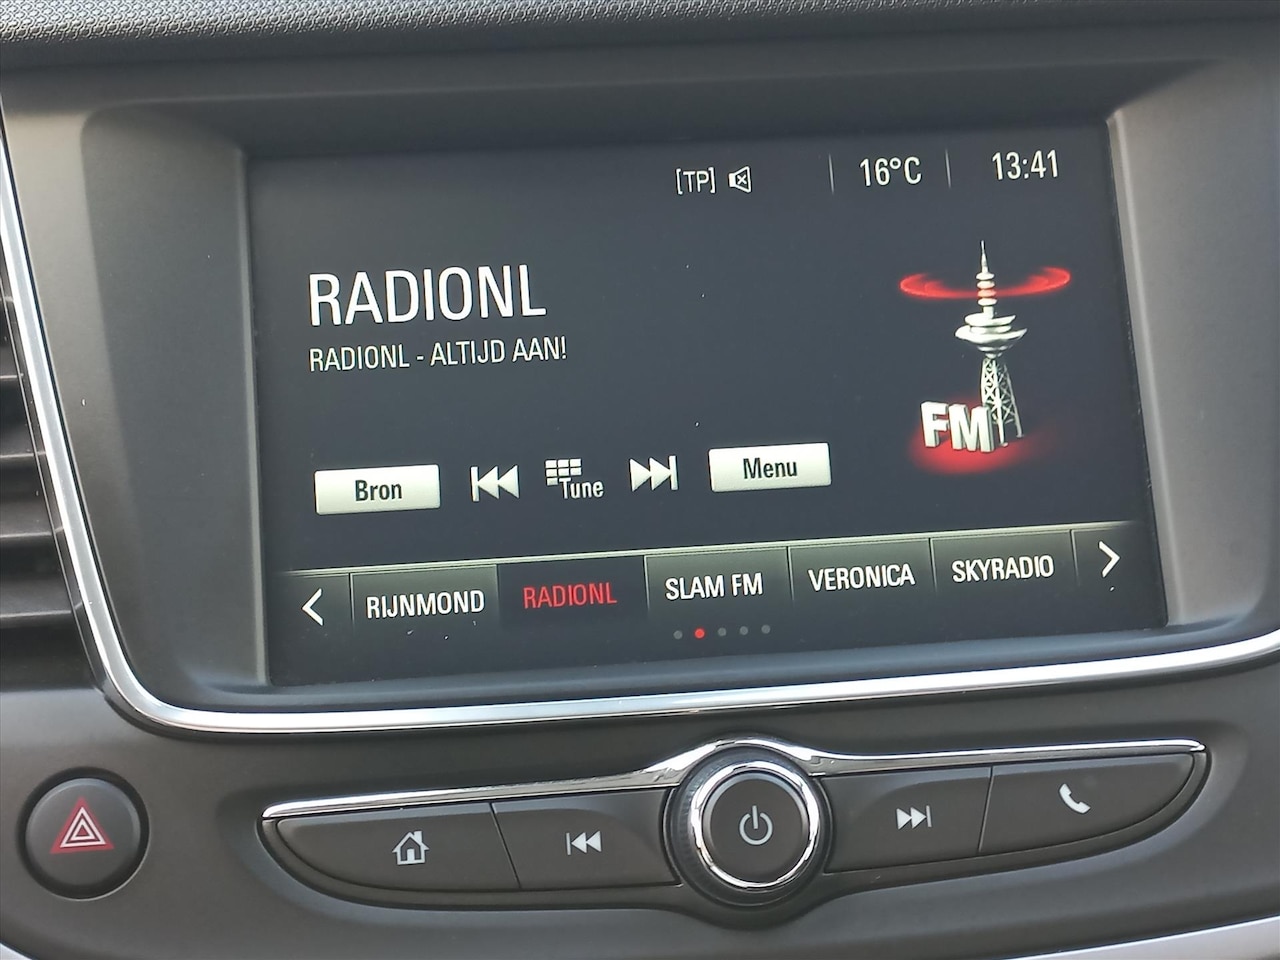 [TP] 16°C 13:41
RADIONL
RADIONL - ALTIJD AAN!
FM
Bron Tune Menu
RIJNMOND RADIONL SLAM FM VERONICA SKYRADIO